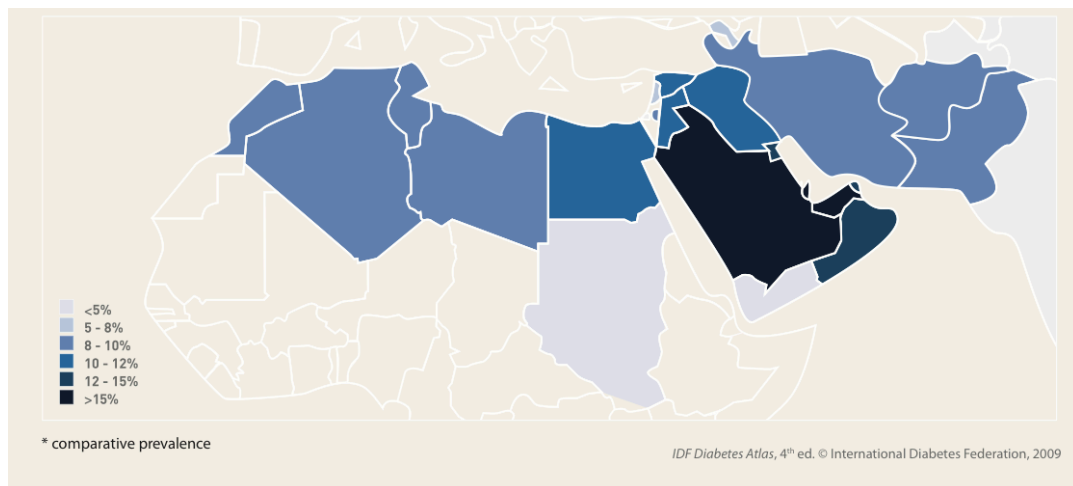 <5%
5 - 8%
8 - 10%
10 - 12%
12 - 15%
>15%
* comparative prevalence
IDF Diabetes Atlas, 4th ed. © International Diabetes Federation, 2009